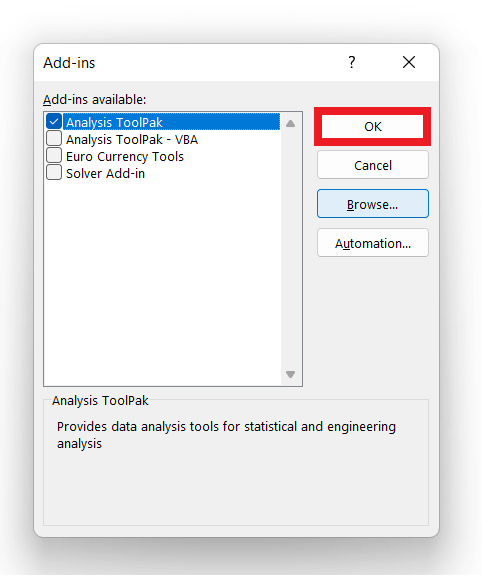 Add-ins
?
Add-ins available:
Analysis ToolPak
Analysis ToolPak - VBA
Euro Currency Tools
Solver Add-in
OK
Cancel
Browse...
Automation...
Analysis ToolPak
Provides data analysis tools for statistical and engineering
analysis